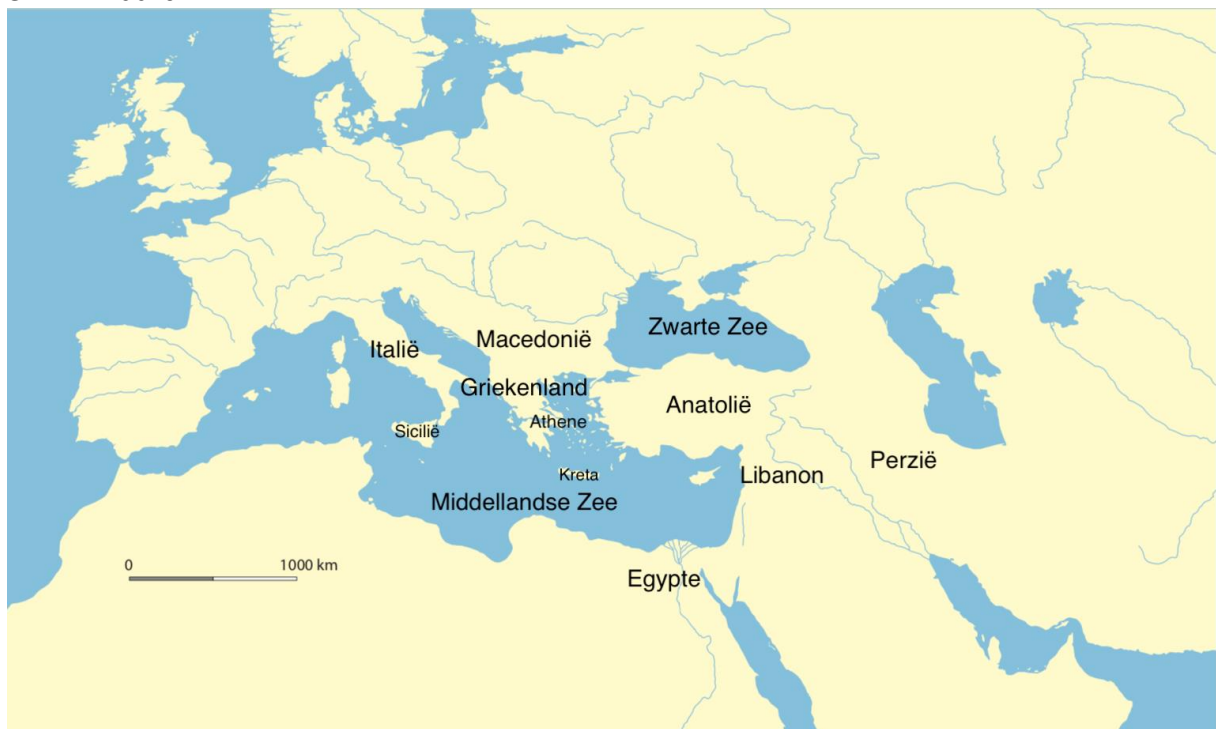 Zwarte Zee
Macedonië
Italië
Griekenland
Anatolië
Athene
Sicilië
Perzië
Kreta
Libanon
Middellandse Zee
0 1000 km
Egypte